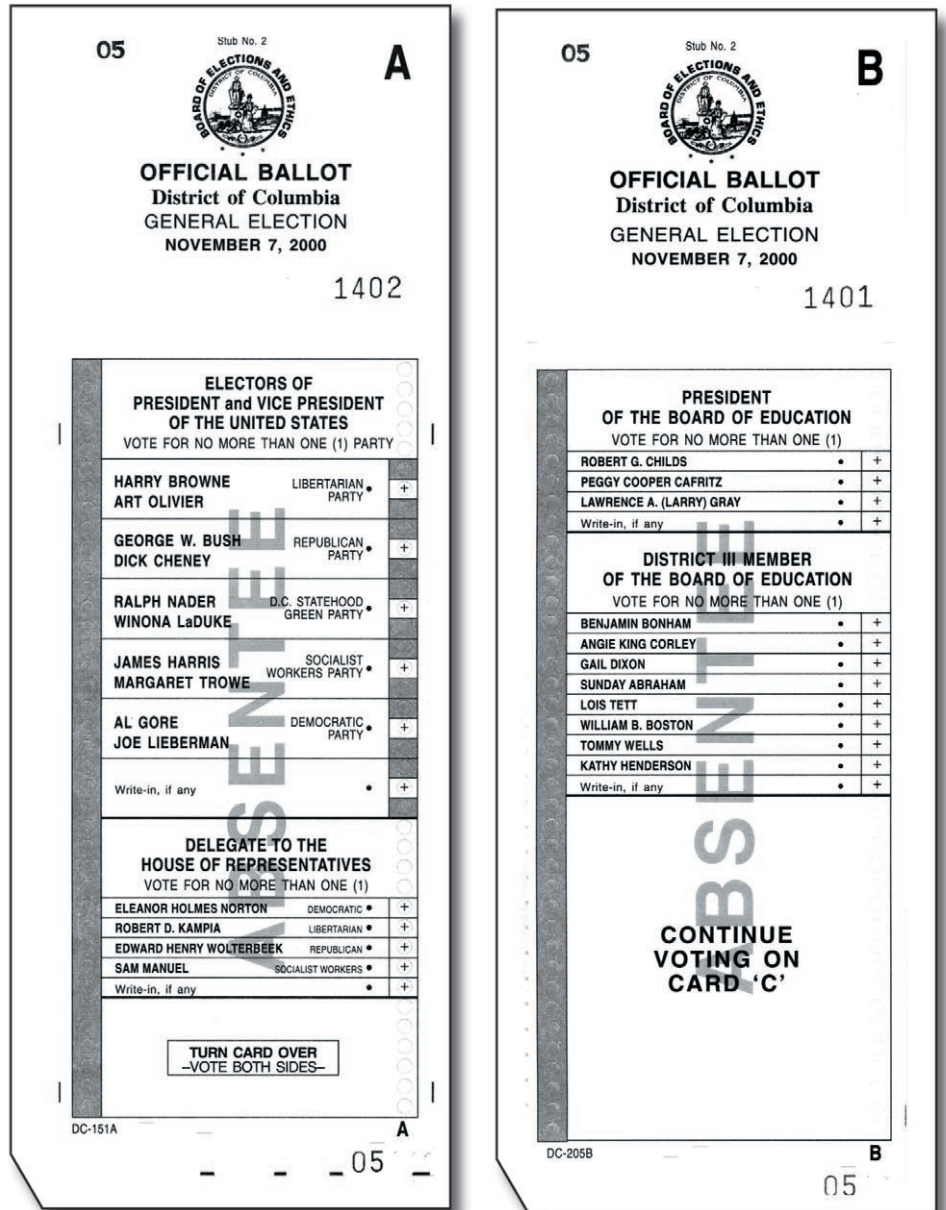 05
Stub No. 2
A
BOARD OF ELECTIONS AND ETHICS
DISTRICT OF COLUMBIA
OFFICIAL BALLOT
District of Columbia
GENERAL ELECTION
NOVEMBER 7, 2000
1402
ELECTORS OF
PRESIDENT and VICE PRESIDENT
OF THE UNITED STATES
VOTE FOR NO MORE THAN ONE (1) PARTY
HARRY BROWNE
ART OLIVIER
LIBERTARIAN
PARTY
GEORGE W. BUSH
DICK CHENEY
REPUBLICAN
PARTY
RALPH NADER
WINONA LaDUKE
D.C. STATEHOOD
GREEN PARTY
JAMES HARRIS
MARGARET TROWE
SOCIALIST
WORKERS PARTY
AL GORE
JOE LIEBERMAN
DEMOCRATIC
PARTY
Write-in, if any
DELEGATE TO THE
HOUSE OF REPRESENTATIVES
VOTE FOR NO MORE THAN ONE (1)
ELEANOR HOLMES NORTON DEMOCRATIC
ROBERT D. KAMPIA LIBERTARIAN
EDWARD HENRY WOLTERBEEK REPUBLICAN
SAM MANUEL SOCIALIST WORKERS
Write-in, if any
ABSENTEE
TURN CARD OVER
–VOTE BOTH SIDES–
DC-151A
A
05
05
Stub No. 2
B
BOARD OF ELECTIONS AND ETHICS
DISTRICT OF COLUMBIA
OFFICIAL BALLOT
District of Columbia
GENERAL ELECTION
NOVEMBER 7, 2000
1401
PRESIDENT
OF THE BOARD OF EDUCATION
VOTE FOR NO MORE THAN ONE (1)
ROBERT G. CHILDS
PEGGY COOPER CAFRITZ
LAWRENCE A. (LARRY) GRAY
Write-in, if any
DISTRICT III MEMBER
OF THE BOARD OF EDUCATION
VOTE FOR NO MORE THAN ONE (1)
BENJAMIN BONHAM
ANGIE KING CORLEY
GAIL DIXON
SUNDAY ABRAHAM
LOIS TETT
WILLIAM B. BOSTON
TOMMY WELLS
KATHY HENDERSON
Write-in, if any
ABSENTEE
CONTINUE
VOTING ON
CARD ‘C’
DC-205B
B
05